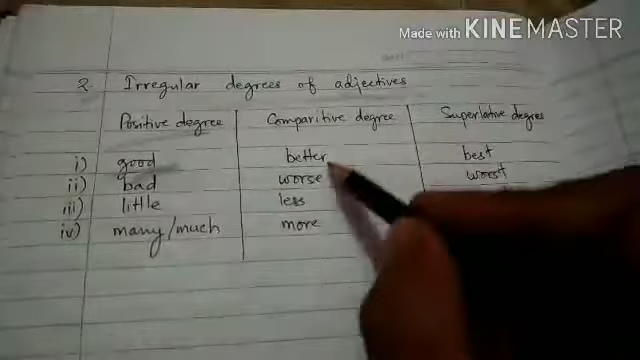 Made with KINEMASTER
2. Irregular degrees of adjectives
Positive degree Comparitive degree Superlative degree
i) good better best
ii) bad worse worst
iii) little less
iv) many/much more